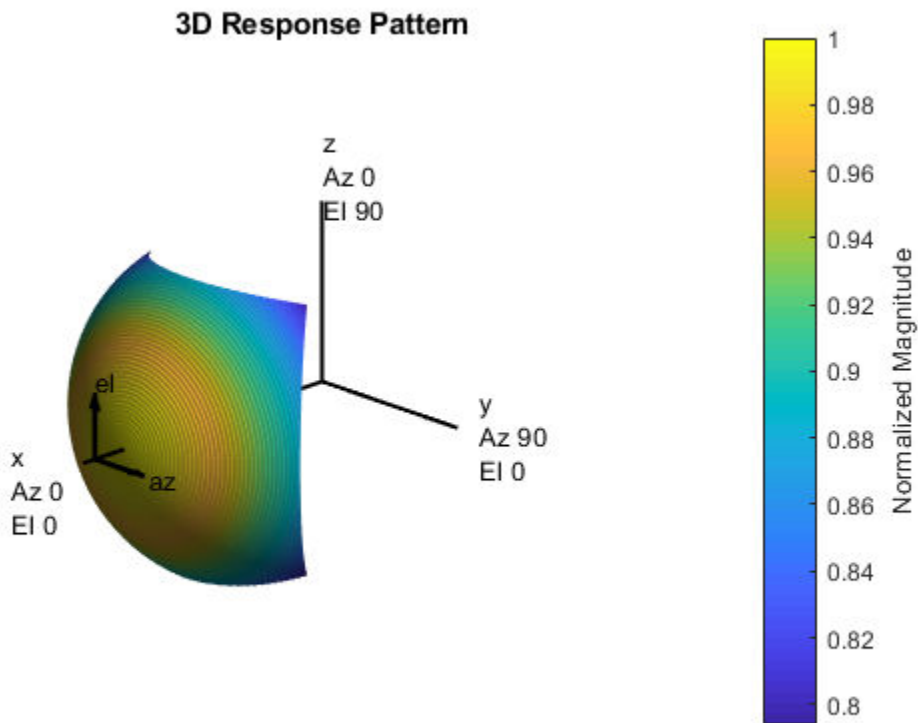 3D Response Pattern
z
Az 0
El 90
el
az
x
Az 0
El 0
y
Az 90
El 0
1
0.98
0.96
0.94
0.92
0.9
0.88
0.86
0.84
0.82
0.8
Normalized Magnitude